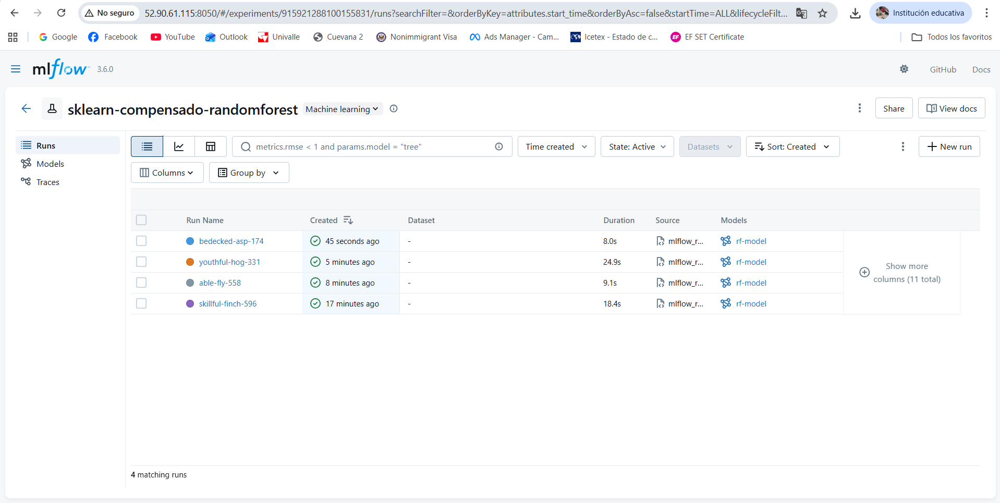 No seguro 52.90.61.115:8050/#/experiments/915921288100155831/runs?searchFilter=&orderByKey=attributes.start_time&orderByAsc=false&startTime=ALL&lifecycleFilt... Institución educativa
Google Facebook YouTube Outlook Univalle Cuevana 2 Nonimmigrant Visa Ads Manager - Cam... Icetex - Estado de c... EF SET Certificate Todos los favoritos
mlflow 3.6.0 GitHub Docs
sklearn-compensado-randomforest Machine learning Share View docs
Runs
Models
Traces
metrics.rmse < 1 and params.model = "tree" Time created State: Active Datasets Sort: Created New run
Columns Group by
Run Name Created Dataset Duration Source Models
bedecked-asp-174 45 seconds ago - 8.0s mlflow_r... rf-model
youthful-hog-331 5 minutes ago - 24.9s mlflow_r... rf-model
able-fly-558 8 minutes ago - 9.1s mlflow_r... rf-model
skillful-finch-596 17 minutes ago - 18.4s mlflow_r... rf-model
Show more
columns (11 total)
4 matching runs